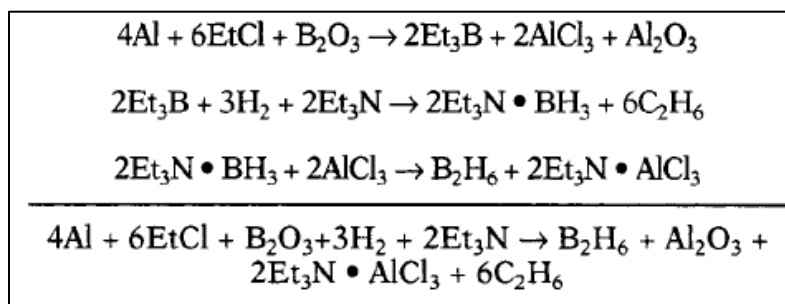 4Al + 6EtCl + B₂O₃ → 2Et₃B + 2AlCl₃ + Al₂O₃
2Et₃B + 3H₂ + 2Et₃N → 2Et₃N • BH₃ + 6C₂H₆
2Et₃N • BH₃ + 2AlCl₃ → B₂H₆ + 2Et₃N • AlCl₃
4Al + 6EtCl + B₂O₃+3H₂ + 2Et₃N → B₂H₆ + Al₂O₃ +
2Et₃N • AlCl₃ + 6C₂H₆